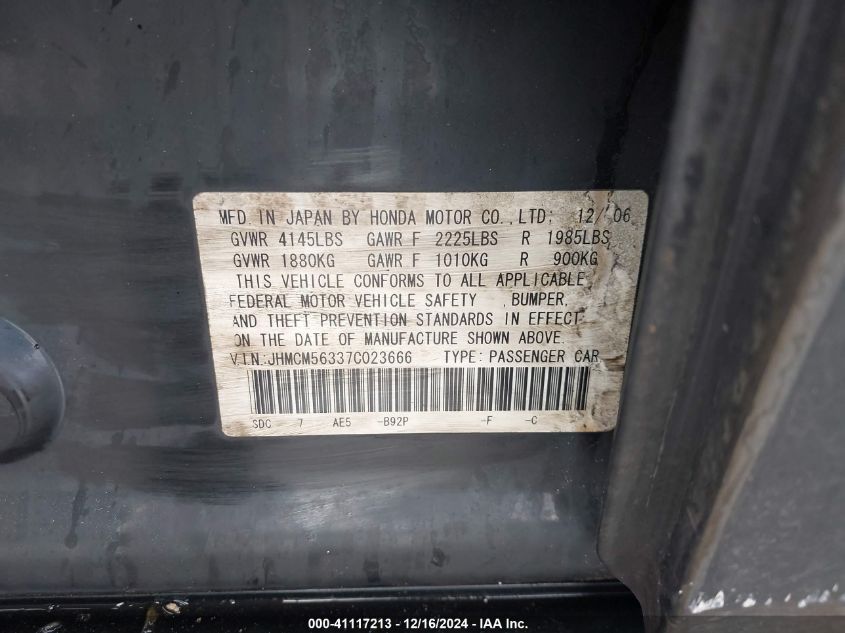 MFD. IN JAPAN BY HONDA MOTOR CO.,LTD; 12/'06
GVWR 4145LBS GAWR F 2225LBS R 1985LBS
GVWR 1880KG GAWR F 1010KG R 900KG
THIS VEHICLE CONFORMS TO ALL APPLICABLE
FEDERAL MOTOR VEHICLE SAFETY , BUMPER,
AND THEFT PREVENTION STANDARDS IN EFFECT
ON THE DATE OF MANUFACTURE SHOWN ABOVE.
V.I.N.:JHMCM56337C023666 TYPE: PASSENGER CAR
SDC 7 AE5 -B92P -F -C
000-41117213 - 12/16/2024 - IAA Inc.